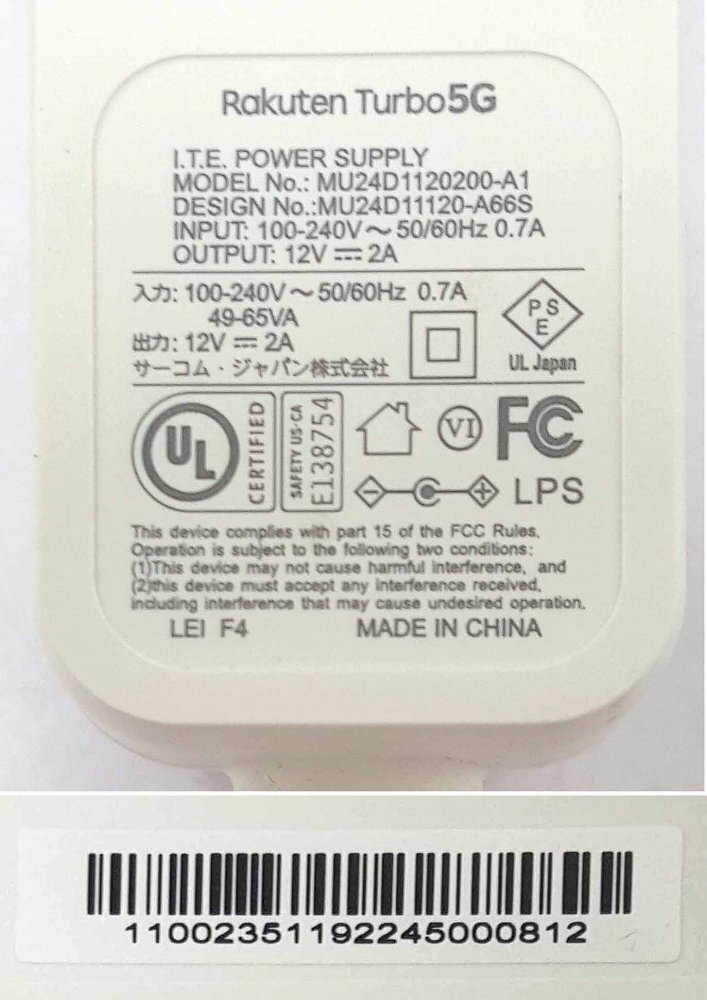 Rakuten Turbo5G
I.T.E. POWER SUPPLY
MODEL No.: MU24D1120200-A1
DESIGN No.:MU24D11120-A66S
INPUT: 100-240V～50/60Hz 0.7A
OUTPUT: 12V⎓2A
入力: 100-240V～50/60Hz 0.7A
49-65VA
出力: 12V⎓2A
サーコム・ジャパン株式会社
PS
E
UL Japan
UL
CERTIFIED
SAFETY US-CA
E138754
VI
FC
LPS
This device complies with part 15 of the FCC Rules.
Operation is subject to the following two conditions:
(1)This device may not cause harmful interference, and
(2)this device must accept any interference received,
including interference that may cause undesired operation.
LEI F4 MADE IN CHINA
11002351192245000812